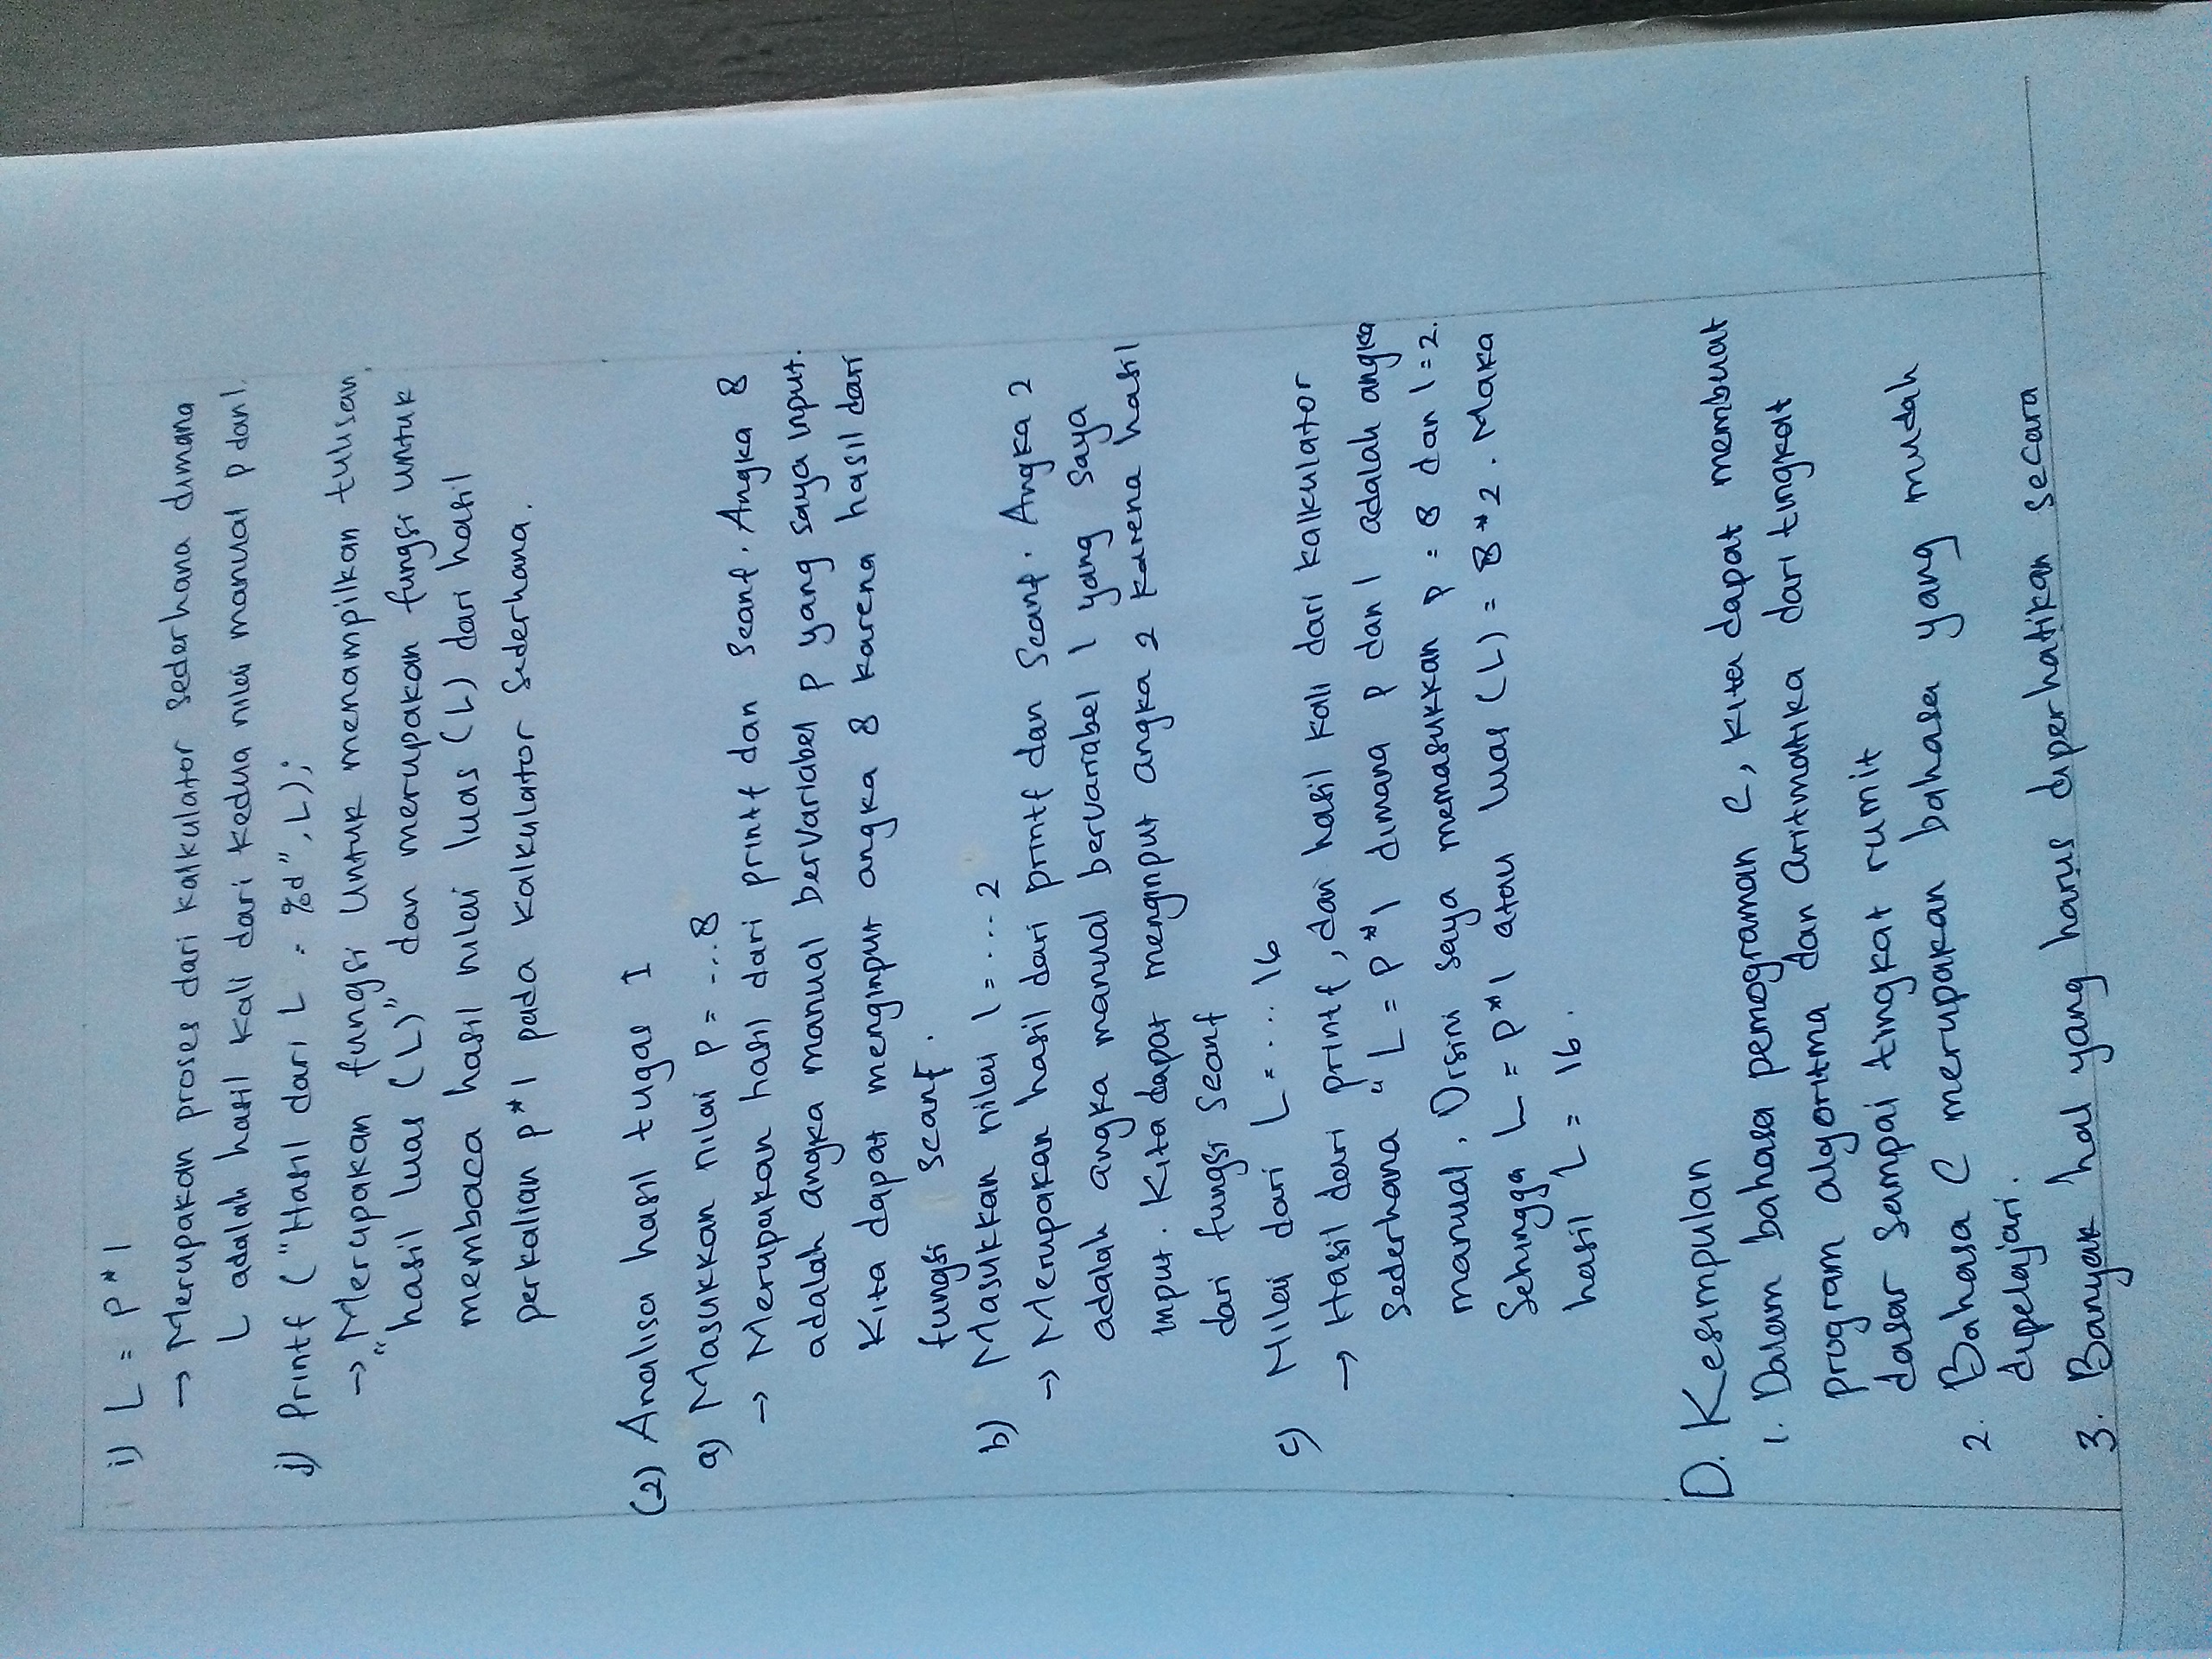 i) L = P * l
→ Merupakan proses dari kalkulator sederhana dimana
L adalah hasil kali dari kedua nilai manual p dan l.
j) Printf ("Hasil dari L = %d", L);
→ Merupakan fungsi untuk menampilkan tulisan,
"hasil luas (L)" dan merupakan fungsi untuk
membaca hasil nilai luas (L) dari hasil
perkalian p*l pada kalkulator sederhana.
(2) Analisa hasil tugas I
a) Masukkan nilai p = ...8
→ Merupakan hasil dari printf dan scanf. Angka 8
adalah angka manual bervariabel p yang saya input.
Kita dapat menginput angka 8 karena hasil dari
fungsi scanf.
b) Masukkan nilai l = .... 2
→ Merupakan hasil dari printf dan scanf. Angka 2
adalah angka manual bervariabel l yang saya
input. Kita dapat menginput angka 2 karena hasil
dari fungsi scanf
c) Nilai dari L = .... 16
→ Hasil dari printf, dari hasil kali dari kalkulator
sederhana "L = P*l dimana p dan l adalah angka
manual. Disini saya memasukkan p = 8 dan l = 2.
Sehingga L = P*l atau luas (L) = 8*2. Maka
hasil L = 16.
D. Kesimpulan
1. Dalam bahasa pemograman C, kita dapat membuat
program algoritma dan aritmatika dari tingkat
dasar sampai tingkat rumit
2. Bahasa C merupakan bahasa yang mudah
dipelajari.
3. Banyak hal yang harus diperhatikan secara